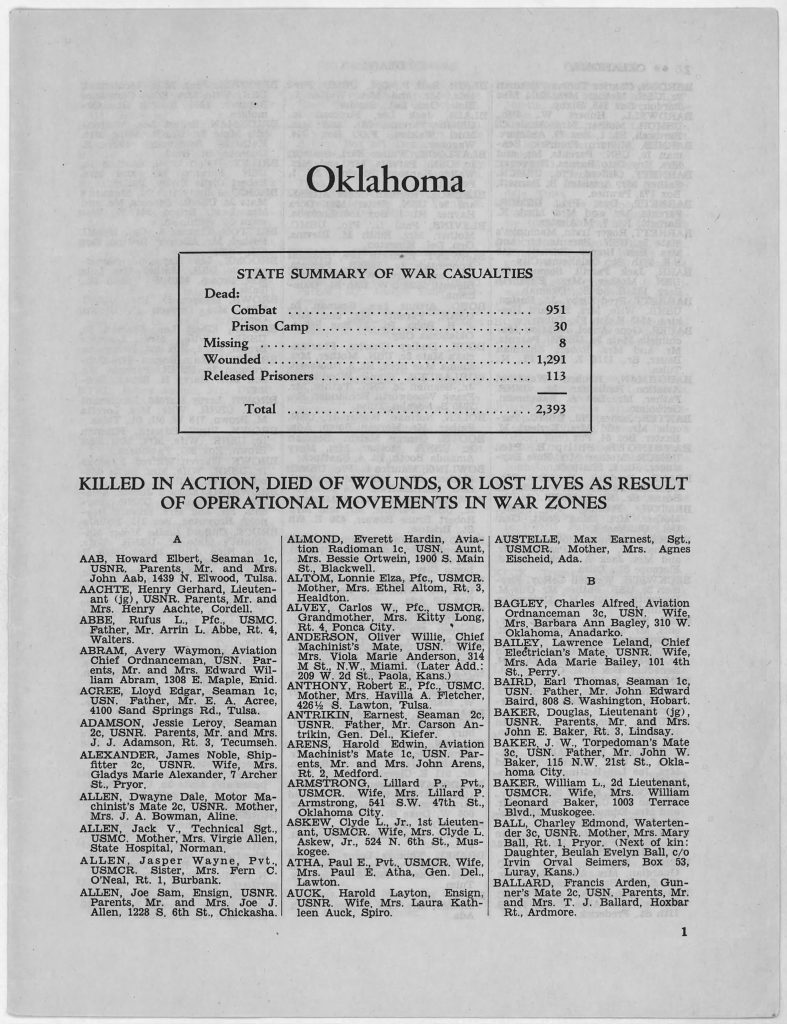 Oklahoma
STATE SUMMARY OF WAR CASUALTIES
Dead:
Combat .................................. 951
Prison Camp .............................. 30
Missing ...................................... 8
Wounded ..................................... 1,291
Released Prisoners .............................. 113
Total .................................. 2,393
KILLED IN ACTION, DIED OF WOUNDS, OR LOST LIVES AS RESULT
OF OPERATIONAL MOVEMENTS IN WAR ZONES
A
AAB, Howard Elbert, Seaman 1c,
USNR. Parents, Mr. and Mrs.
John Aab, 1439 N. Elwood, Tulsa.
AACHTE, Henry Gerhard, Lieuten-
ant (jg), USNR. Parents, Mr. and
Mrs. Henry Aachte, Cordell.
ABBE, Rufus L., Pfc., USMC.
Father, Mr. Arrin L. Abbe, Rt. 4,
Walters.
ABRAM, Avery Waymon, Aviation
Chief Ordnanceman, USN. Par-
ents, Mr. and Mrs. Edward Wil-
liam Abram, 1308 E. Maple, Enid.
ACREE, Lloyd Edgar, Seaman 1c,
USN. Father, Mr. E. A. Acree,
4100 Sand Springs Rd., Tulsa.
ADAMSON, Jessie Leroy, Seaman
2c, USNR. Parents, Mr. and Mrs.
J. J. Adamson, Rt. 3, Tecumseh.
ALEXANDER, James Noble, Ship-
fitter 2c, USNR. Wife, Mrs.
Gladys Marie Alexander, 7 Archer
St., Pryor.
ALLEN, Dwayne Dale, Motor Ma-
chinist's Mate 2c, USNR. Mother,
Mrs. J. A. Bowman, Aline.
ALLEN, Jack V., Technical Sgt.,
USMC. Mother, Mrs. Virgie Allen,
State Hospital, Norman.
ALLEN, Jasper Wayne, Pvt.,
USMCR. Sister, Mrs. Fern C.
O'Neal, Rt. 1, Burbank.
ALLEN, Joe Sam, Ensign, USNR.
Parents, Mr. and Mrs. Joe J.
Allen, 1228 S. 6th St., Chickasha.
ALMOND, Everett Hardin, Avia-
tion Radioman 1c, USN. Aunt,
Mrs. Bessie Ortwein, 1900 S. Main
St., Blackwell.
ALTOM, Lonnie Elza, Pfc., USMCR.
Mother, Mrs. Ethel Altom, Rt. 3,
Healdton.
ALVEY, Carlos W., Pfc., USMCR.
Grandmother, Mrs. Kitty Long,
Rt. 4, Ponca City.
ANDERSON, Oliver Willie, Chief
Machinist's Mate, USN. Wife,
Mrs. Viola Marie Anderson, 314
M St., N.W., Miami. (Later Add.:
209 W. 2d St., Paola, Kans.)
ANTHONY, Robert E., Pfc., USMC.
Mother, Mrs. Havilla A. Fletcher,
426½ S. Lawton, Tulsa.
ANTRIKIN, Earnest, Seaman 2c,
USNR. Father, Mr. Carson An-
trikin, Gen. Del., Kiefer.
ARENS, Harold Edwin, Aviation
Machinist's Mate 1c, USN. Par-
ents, Mr. and Mrs. John Arens,
Rt. 2, Medford.
ARMSTRONG, Lillard P., Pvt.,
USMCR. Wife, Mrs. Lillard P.
Armstrong, 541 S.W. 47th St.,
Oklahoma City.
ASKEW, Clyde L., Jr., 1st Lieuten-
ant, USMCR. Wife, Mrs. Clyde L.
Askew, Jr., 524 N. 6th St., Mus-
kogee.
ATHA, Paul E., Pvt., USMCR. Wife,
Mrs. Paul E. Atha, Gen. Del.,
Lawton.
AUCK, Harold Layton, Ensign,
USNR. Wife, Mrs. Laura Kath-
leen Auck, Spiro.
AUSTELLE, Max Earnest, Sgt.,
USMCR. Mother, Mrs. Agnes
Eischeid, Ada.
B
BAGLEY, Charles Alfred, Aviation
Ordnanceman 3c, USN. Wife,
Mrs. Barbara Ann Bagley, 310 W.
Oklahoma, Anadarko.
BAILEY, Lawrence Leland, Chief
Electrician's Mate, USNR. Wife,
Mrs. Ada Marie Bailey, 101 4th
St., Perry.
BAIRD, Earl Thomas, Seaman 1c,
USN. Father, Mr. John Edward
Baird, 808 S. Washington, Hobart.
BAKER, Douglas, Lieutenant (jg),
USNR. Parents, Mr. and Mrs.
John E. Baker, Rt. 3, Lindsay.
BAKER, J. W., Torpedoman's Mate
3c, USN. Father, Mr. John W.
Baker, 115 N.W. 21st St., Okla-
homa City.
BAKER, William L., 2d Lieutenant,
USMCR. Wife, Mrs. William
Leonard Baker, 1003 Terrace
Blvd., Muskogee.
BALL, Charley Edmond, Waterten-
der 3c, USNR. Mother, Mrs. Mary
Ball, Rt. 1, Pryor. (Next of kin:
Daughter, Beulah Evelyn Ball, c/o
Irvin Orval Seimers, Box 53,
Luray, Kans.)
BALLARD, Francis Arden, Gun-
ner's Mate 2c, USN. Parents, Mr.
and Mrs. T. J. Ballard, Hoxbar
Rt., Ardmore.
1